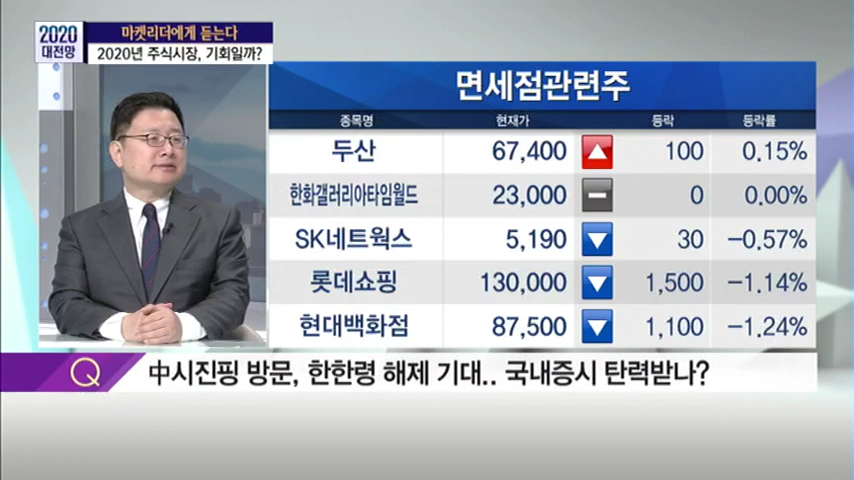 2020
대전망
마켓리더에게 듣는다
2020년 주식시장, 기회일까?
면세점관련주
종목명 현재가 등락 등락률
두산 67,400 100 0.15%
한화갤러리아타임월드 23,000 0 0.00%
SK네트웍스 5,190 30 -0.57%
롯데쇼핑 130,000 1,500 -1.14%
현대백화점 87,500 1,100 -1.24%
Q 中시진핑 방문, 한한령 해제 기대.. 국내증시 탄력받나?